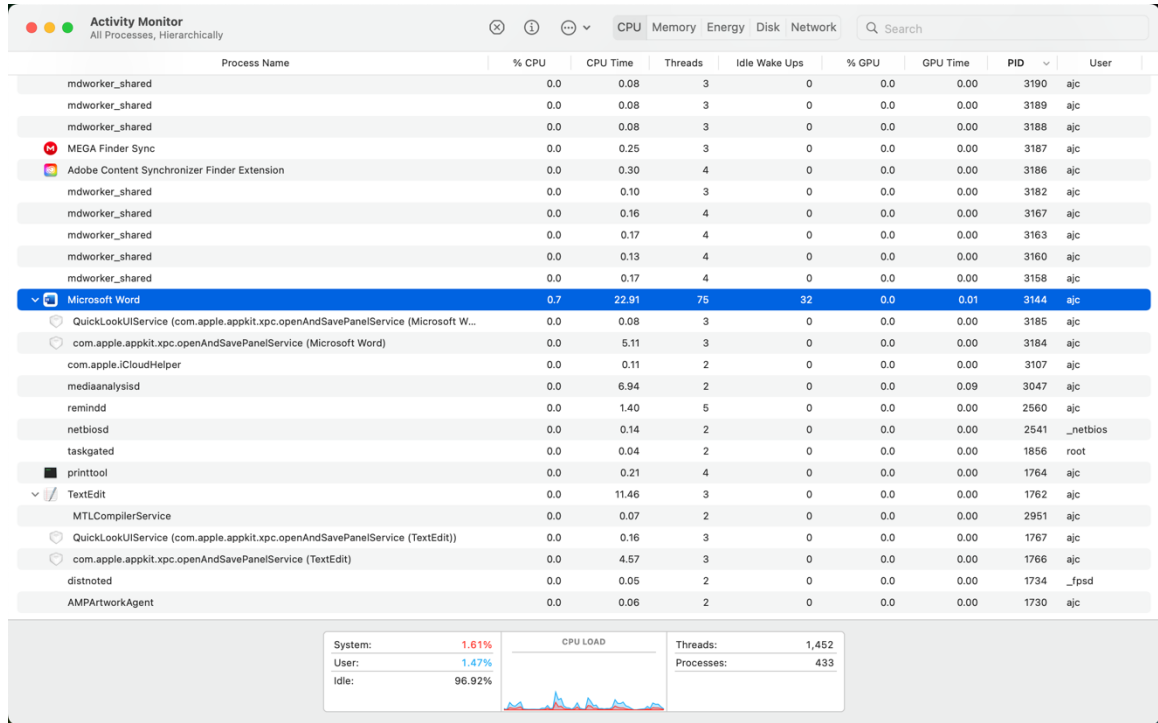 Activity Monitor
All Processes, Hierarchically
CPU Memory Energy Disk Network Search
Process Name % CPU CPU Time Threads Idle Wake Ups % GPU GPU Time PID User
mdworker_shared 0.0 0.08 3 0 0.0 0.00 3190 ajc
mdworker_shared 0.0 0.08 3 0 0.0 0.00 3189 ajc
mdworker_shared 0.0 0.08 3 0 0.0 0.00 3188 ajc
MEGA Finder Sync 0.0 0.25 3 0 0.0 0.00 3187 ajc
Adobe Content Synchronizer Finder Extension 0.0 0.30 4 0 0.0 0.00 3186 ajc
mdworker_shared 0.0 0.10 3 0 0.0 0.00 3182 ajc
mdworker_shared 0.0 0.16 4 0 0.0 0.00 3167 ajc
mdworker_shared 0.0 0.17 4 0 0.0 0.00 3163 ajc
mdworker_shared 0.0 0.13 4 0 0.0 0.00 3160 ajc
mdworker_shared 0.0 0.17 4 0 0.0 0.00 3158 ajc
Microsoft Word 0.7 22.91 75 32 0.0 0.01 3144 ajc
QuickLookUIService (com.apple.appkit.xpc.openAndSavePanelService (Microsoft W... 0.0 0.08 3 0 0.0 0.00 3185 ajc
com.apple.appkit.xpc.openAndSavePanelService (Microsoft Word) 0.0 5.11 3 0 0.0 0.00 3184 ajc
com.apple.iCloudHelper 0.0 0.11 2 0 0.0 0.00 3107 ajc
mediaanalysisd 0.0 6.94 2 0 0.0 0.09 3047 ajc
remindd 0.0 1.40 5 0 0.0 0.00 2560 ajc
netbiosd 0.0 0.14 2 0 0.0 0.00 2541 _netbios
taskgated 0.0 0.04 2 0 0.0 0.00 1856 root
printtool 0.0 0.21 4 0 0.0 0.00 1764 ajc
TextEdit 0.0 11.46 3 0 0.0 0.00 1762 ajc
MTLCompilerService 0.0 0.07 2 0 0.0 0.00 2951 ajc
QuickLookUIService (com.apple.appkit.xpc.openAndSavePanelService (TextEdit)) 0.0 0.16 3 0 0.0 0.00 1767 ajc
com.apple.appkit.xpc.openAndSavePanelService (TextEdit) 0.0 4.57 3 0 0.0 0.00 1766 ajc
distnoted 0.0 0.05 2 0 0.0 0.00 1734 _fpsd
AMPArtworkAgent 0.0 0.06 2 0 0.0 0.00 1730 ajc
System: 1.61% CPU LOAD Threads: 1,452
User: 1.47% Processes: 433
Idle: 96.92%